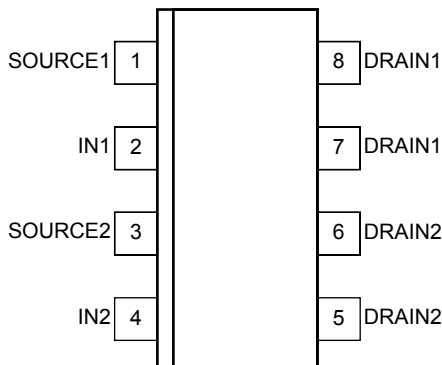 SOURCE1 1 8 DRAIN1
IN1 2 7 DRAIN1
SOURCE2 3 6 DRAIN2
IN2 4 5 DRAIN2